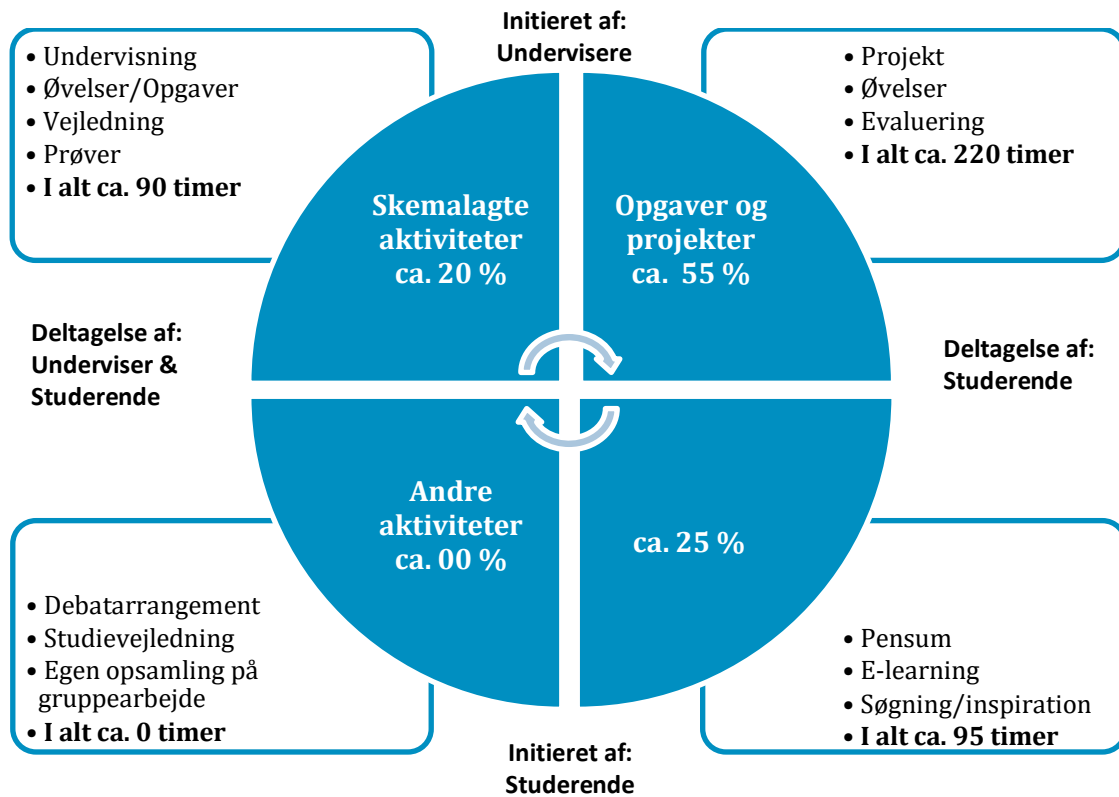 Initieret af:
Undervisere
• Undervisning
• Øvelser/Opgaver
• Vejledning
• Prøver
• I alt ca. 90 timer
• Projekt
• Øvelser
• Evaluering
• I alt ca. 220 timer
Skemalagte
aktiviteter
ca. 20 %
Opgaver og
projekter
ca. 55 %
Deltagelse af:
Underviser &
Studerende
Deltagelse af:
Studerende
Andre
aktiviteter
ca. 00 %
ca. 25 %
• Debatarrangement
• Studievejledning
• Egen opsamling på
gruppearbejde
• I alt ca. 0 timer
• Pensum
• E-learning
• Søgning/inspiration
• I alt ca. 95 timer
Initieret af:
Studerende